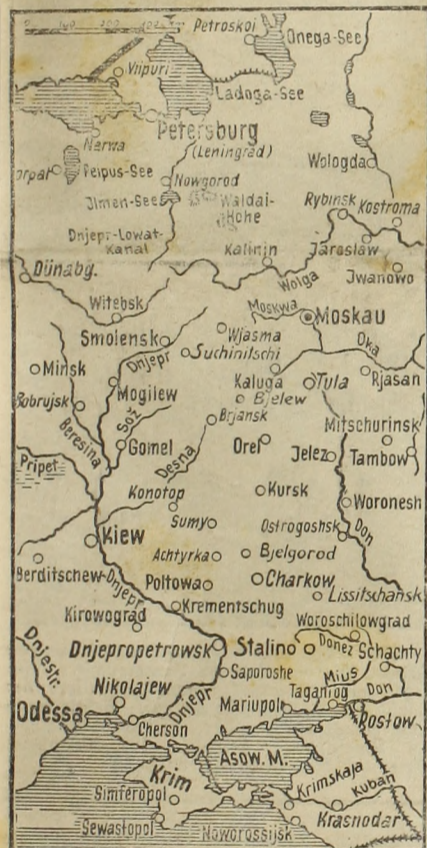 Petroskoi
Onega-See
Viipuri
Ladoga-See
Petersburg
(Leningrad)
Narwa
Peipus-See
Wologda
Nowgorod
Ilmen-See
Waldai-
Höhe
Rybinsk
Kostroma
Dnjepr-Lowat-
Kanal
Kalinin
Jaroslaw
Dünabg.
Wolga
Jwanowo
Witebsk
Moskwa
Moskau
Smolensk
Wjasma
Oka
Dnjepr
Suchinitschi
Minsk
Kaluga
Tula
Rjasan
Mogilew
Bjelew
Bobrujsk
Sož
Brjansk
Mitschurinsk
Beresina
Gomel
Orel
Jelez
Tambow
Pripet
Desna
Konotop
Kursk
Woronesh
Sumy
Ostrogoshsk
Don
Kiew
Achtyrka
Bjelgorod
Berditschew
Dnjepr
Poltowa
Charkow
Lissitschansk
Kirowograd
Krementschug
Woroschilowgrad
Dnjestr.
Dnjepropetrowsk
Stalino
Donez
Schachty
Saporoshe
Mius
Nikolajew
Taganrog
Don
Odessa
Dnjepr
Mariupol
Rostow
Cherson
Asow. M.
Krim
Krimskaja
Kuban
Simferopol
Sewastopol
Noworossijsk
Krasnodar